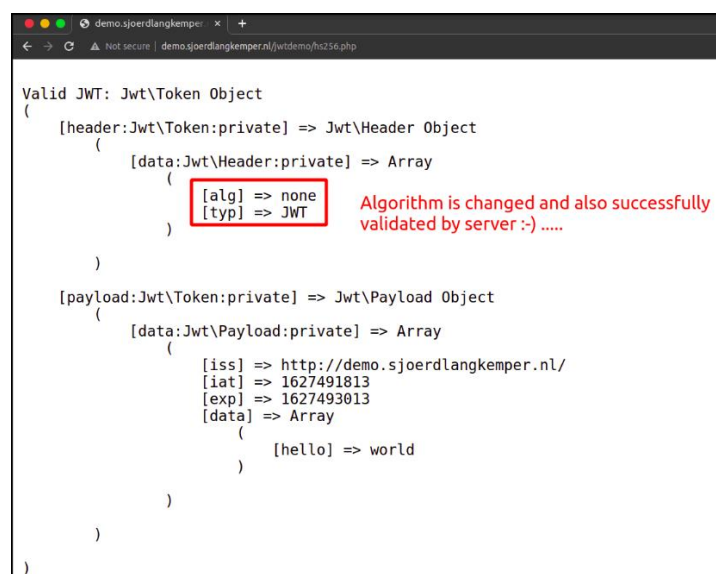 demo.sjoerdlangkemper. × +
Not secure | demo.sjoerdlangkemper.nl/jwtdemo/hs256.php
Valid JWT: Jwt\Token Object
(
[header:Jwt\Token:private] => Jwt\Header Object
(
[data:Jwt\Header:private] => Array
(
[alg] => none
[typ] => JWT
Algorithm is changed and also successfully
validated by server :-) .....
)
)
[payload:Jwt\Token:private] => Jwt\Payload Object
(
[data:Jwt\Payload:private] => Array
(
[iss] => http://demo.sjoerdlangkemper.nl/
[iat] => 1627491813
[exp] => 1627493013
[data] => Array
(
[hello] => world
)
)
)
)